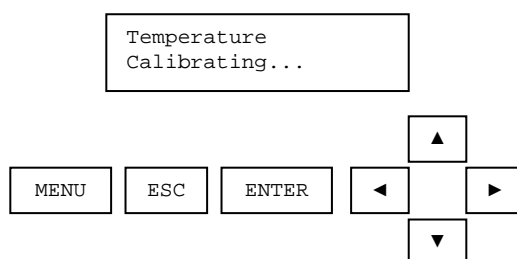 Temperature
Calibrating...
▲
MENU ESC ENTER ◄ ►
▼